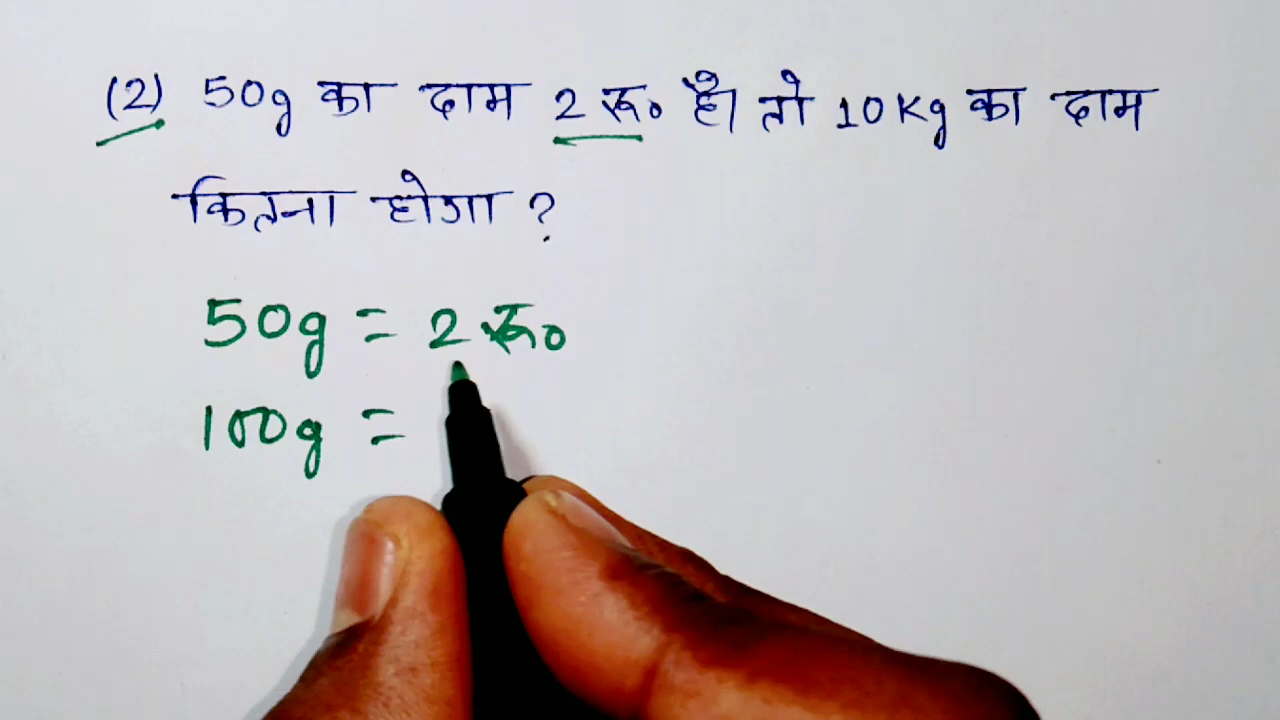 (2) 50g का दाम 2 रू० है। तो 10Kg का दाम
कितना होगा ?
50g = 2 रू०
100g =